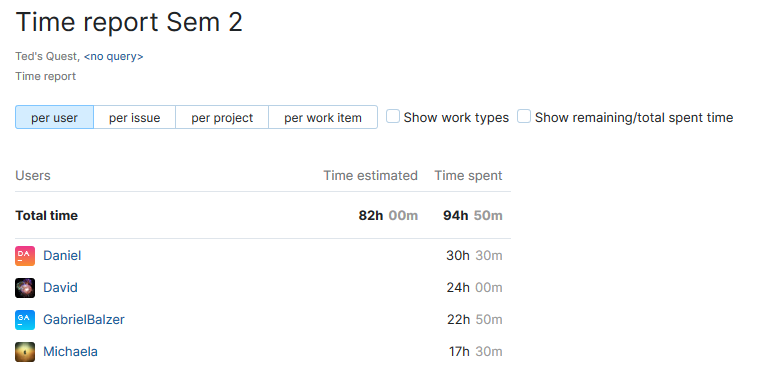 Time report Sem 2
Ted's Quest, <no query>
Time report
per user per issue per project per work item Show work types Show remaining/total spent time
Users Time estimated Time spent
Total time 82h 00m 94h 50m
DA Daniel 30h 30m
David 24h 00m
GA GabrielBalzer 22h 50m
Michaela 17h 30m